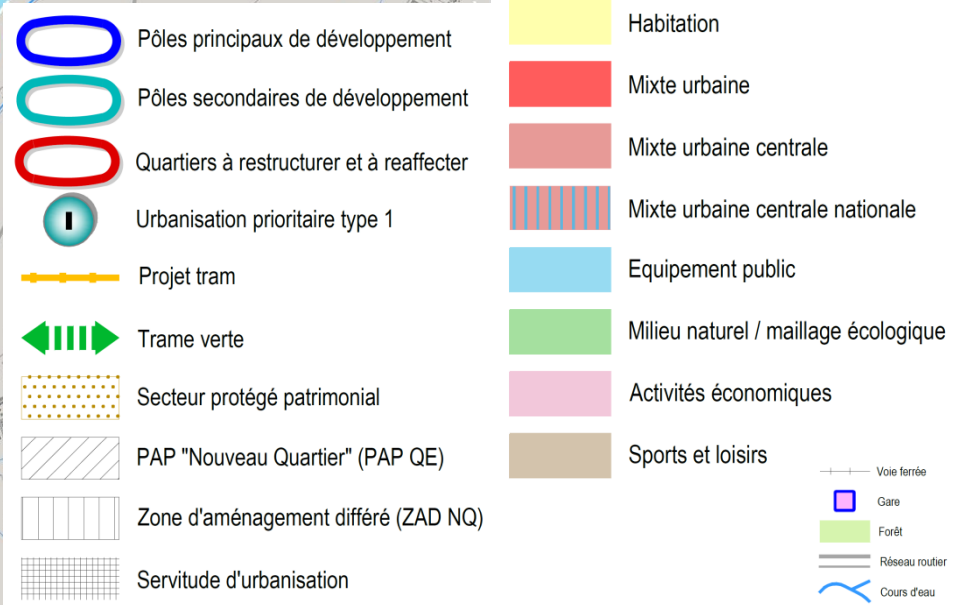 Pôles principaux de développement
Pôles secondaires de développement
Quartiers à restructurer et à reaffecter
I
Urbanisation prioritaire type 1
Projet tram
Trame verte
Secteur protégé patrimonial
PAP "Nouveau Quartier" (PAP QE)
Zone d'aménagement différé (ZAD NQ)
Servitude d'urbanisation
Habitation
Mixte urbaine
Mixte urbaine centrale
Mixte urbaine centrale nationale
Equipement public
Milieu naturel / maillage écologique
Activités économiques
Sports et loisirs
Voie ferrée
Gare
Forêt
Réseau routier
Cours d'eau